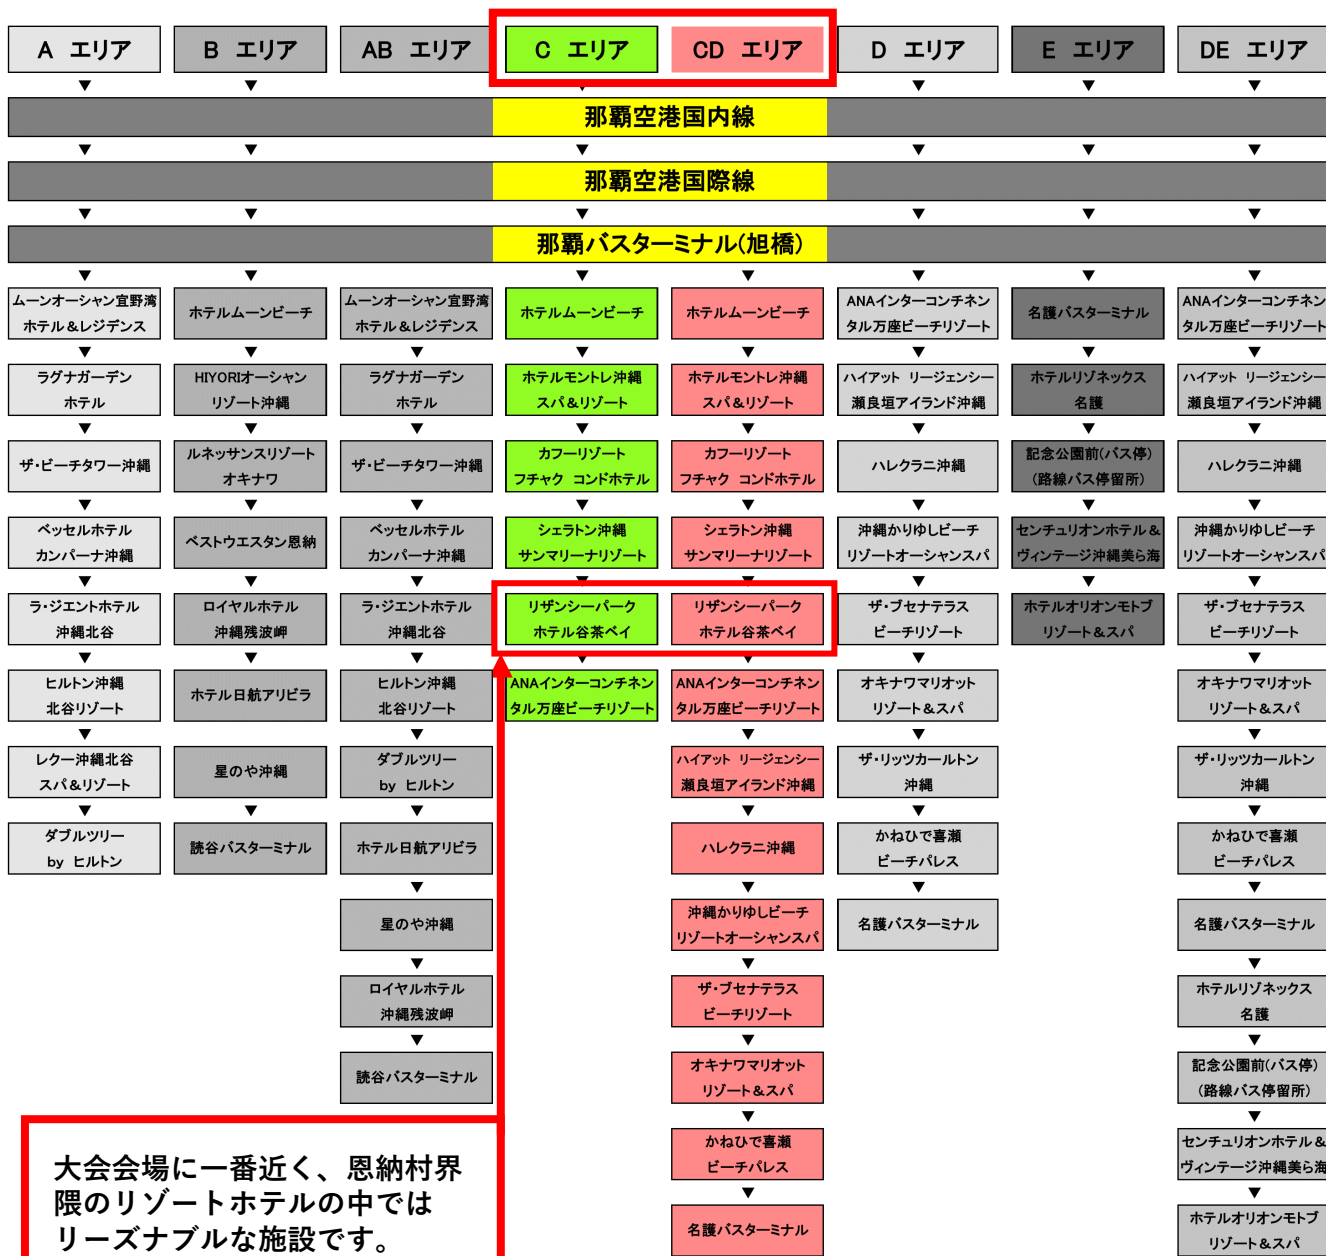 A エリア
B エリア
AB エリア
C エリア
CD エリア
D エリア
E エリア
DE エリア
那覇空港国内線
那覇空港国際線
那覇バスターミナル(旭橋)
ムーンオーシャン宜野湾
ホテル&レジデンス
ラグナガーデン
ホテル
ザ・ビーチタワー沖縄
ベッセルホテル
カンパーナ沖縄
ラ・ジエントホテル
沖縄北谷
ヒルトン沖縄
北谷リゾート
レクー沖縄北谷
スパ&リゾート
ダブルツリー
by ヒルトン
ホテルムーンビーチ
HIYORIオーシャン
リゾート沖縄
ルネッサンスリゾート
オキナワ
ベストウエスタン恩納
ロイヤルホテル
沖縄残波岬
ホテル日航アリビラ
星のや沖縄
読谷バスターミナル
ムーンオーシャン宜野湾
ホテル&レジデンス
ラグナガーデン
ホテル
ザ・ビーチタワー沖縄
ベッセルホテル
カンパーナ沖縄
ラ・ジエントホテル
沖縄北谷
ヒルトン沖縄
北谷リゾート
ダブルツリー
by ヒルトン
ホテル日航アリビラ
星のや沖縄
ロイヤルホテル
沖縄残波岬
読谷バスターミナル
ホテルムーンビーチ
ホテルモントレ沖縄
スパ&リゾート
カフーリゾート
フチャク コンドホテル
シェラトン沖縄
サンマリーナリゾート
リザンシーパーク
ホテル谷茶ベイ
ANAインターコンチネン
タル万座ビーチリゾート
ホテルムーンビーチ
ホテルモントレ沖縄
スパ&リゾート
カフーリゾート
フチャク コンドホテル
シェラトン沖縄
サンマリーナリゾート
リザンシーパーク
ホテル谷茶ベイ
ANAインターコンチネン
タル万座ビーチリゾート
ハイアット リージェンシー
瀬良垣アイランド沖縄
ハレクラニ沖縄
沖縄かりゆしビーチ
リゾートオーシャンスパ
ザ・ブセナテラス
ビーチリゾート
オキナワマリオット
リゾート&スパ
かねひで喜瀬
ビーチパレス
名護バスターミナル
ANAインターコンチネン
タル万座ビーチリゾート
ハイアット リージェンシー
瀬良垣アイランド沖縄
ハレクラニ沖縄
沖縄かりゆしビーチ
リゾートオーシャンスパ
ザ・ブセナテラス
ビーチリゾート
オキナワマリオット
リゾート&スパ
ザ・リッツカールトン
沖縄
かねひで喜瀬
ビーチパレス
名護バスターミナル
名護バスターミナル
ホテルリゾネックス
名護
記念公園前(バス停)
(路線バス停留所)
センチュリオンホテル&
ヴィンテージ沖縄美ら海
ホテルオリオンモトブ
リゾート&スパ
ANAインターコンチネン
タル万座ビーチリゾート
ハイアット リージェンシー
瀬良垣アイランド沖縄
ハレクラニ沖縄
沖縄かりゆしビーチ
リゾートオーシャンスパ
ザ・ブセナテラス
ビーチリゾート
オキナワマリオット
リゾート&スパ
ザ・リッツカールトン
沖縄
かねひで喜瀬
ビーチパレス
名護バスターミナル
ホテルリゾネックス
名護
記念公園前(バス停)
(路線バス停留所)
センチュリオンホテル&
ヴィンテージ沖縄美ら海
ホテルオリオンモトブ
リゾート&スパ
大会会場に一番近く、恩納村界
隈のリゾートホテルの中では
リーズナブルな施設です。